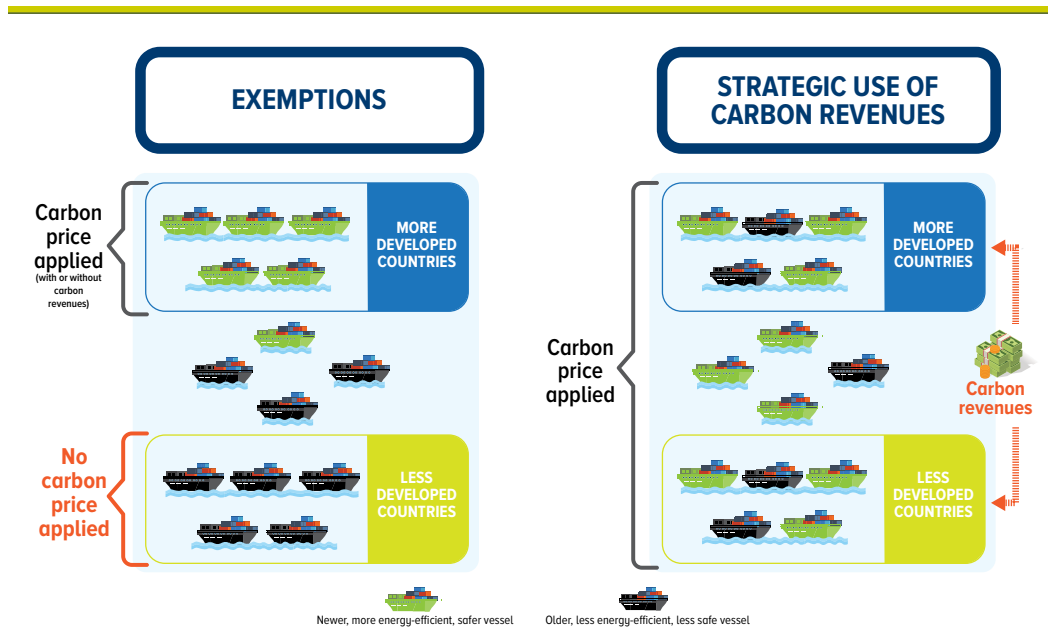 EXEMPTIONS
STRATEGIC USE OF
CARBON REVENUES
Carbon
price
applied
(with or without
carbon
revenues)
MORE
DEVELOPED
COUNTRIES
No
carbon
price
applied
LESS
DEVELOPED
COUNTRIES
Carbon
price
applied
MORE
DEVELOPED
COUNTRIES
LESS
DEVELOPED
COUNTRIES
Carbon
revenues
Newer, more energy-efficient, safer vessel
Older, less energy-efficient, less safe vessel